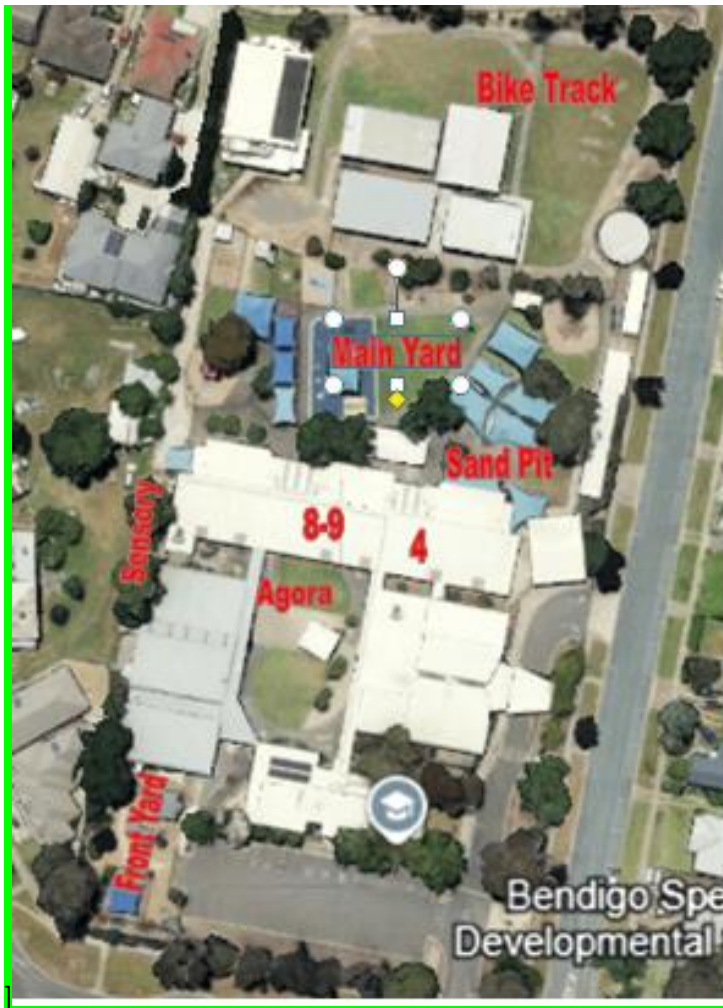 Bike Track
Main Yard
Sand Pit
Sensory
8-9
4
Agora
Front Yard
Bendigo Spe
Developmental